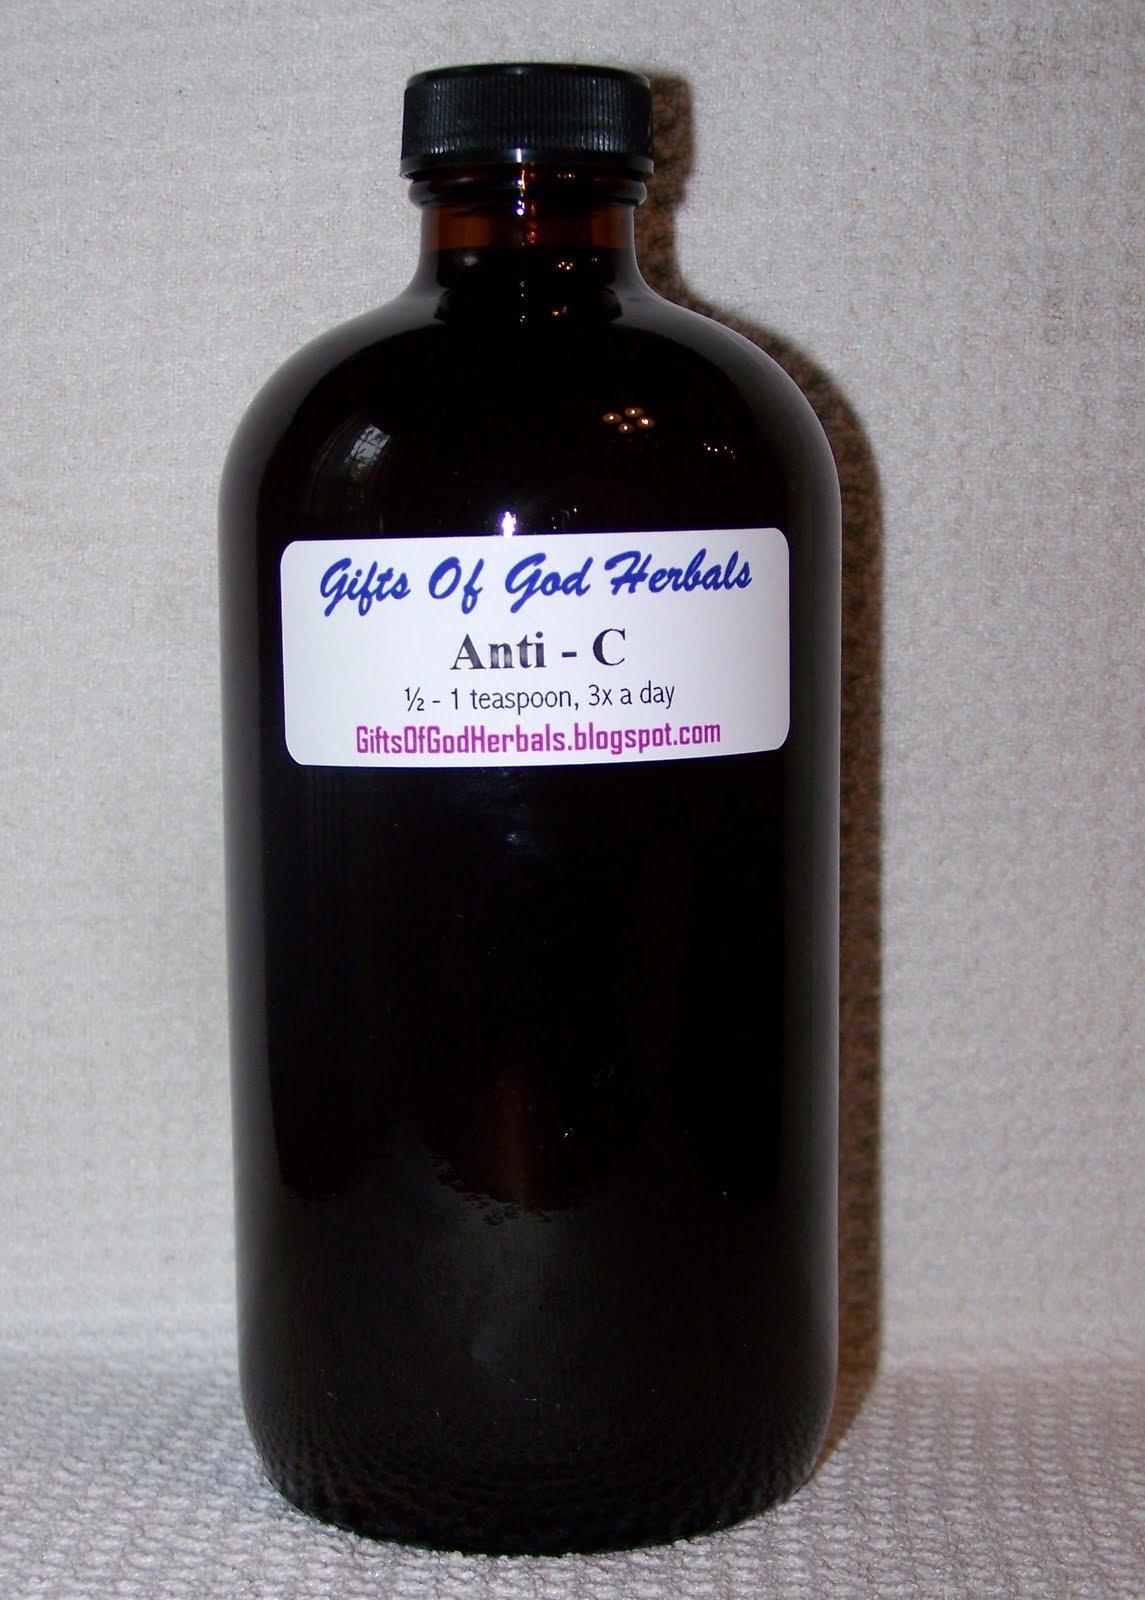 Gifts Of God Herbals
Anti - C
½ - 1 teaspoon, 3x a day
GiftsOfGodHerbals.blogspot.com